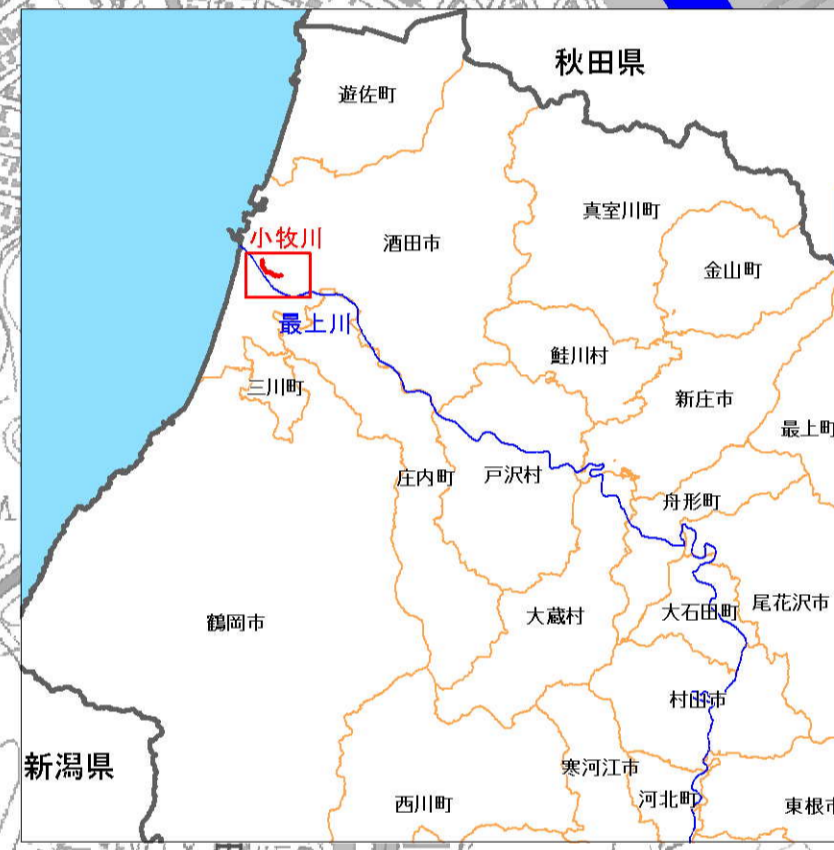 秋田県
遊佐町
真室川町
小牧川
酒田市
金山町
最上川
鮭川村
三川町
新庄市
最上町
庄内町
戸沢村
舟形町
鶴岡市
大蔵村
大石田町
尾花沢市
村田市
新潟県
寒河江市
西川町
河北町
東根市